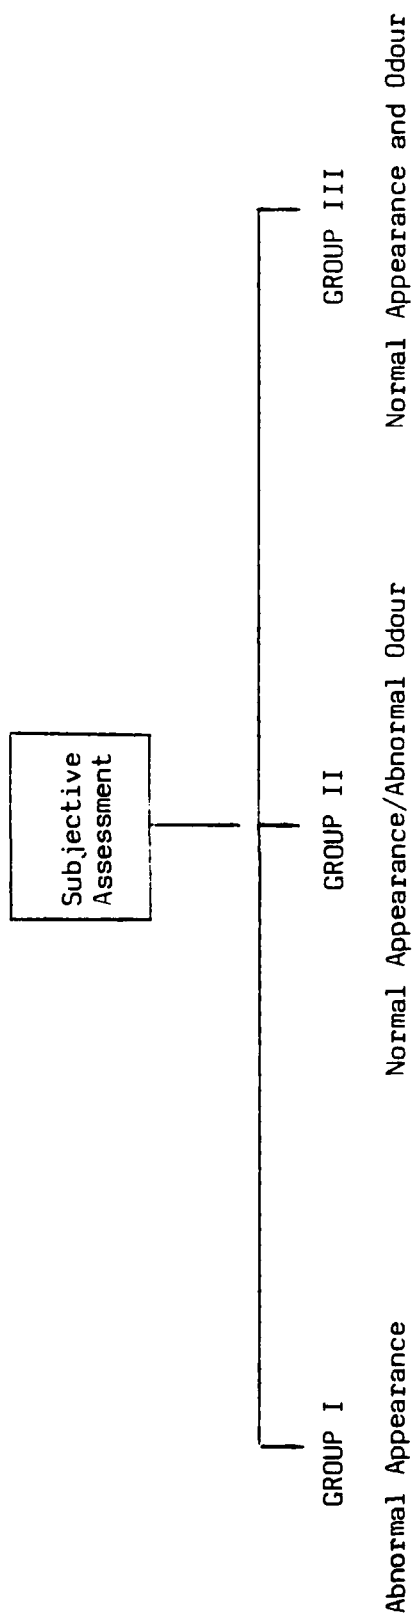 Subjective
Assessment
GROUP I
GROUP II
GROUP III
Abnormal Appearance
Normal Appearance/Abnormal Odour
Normal Appearance and Odour